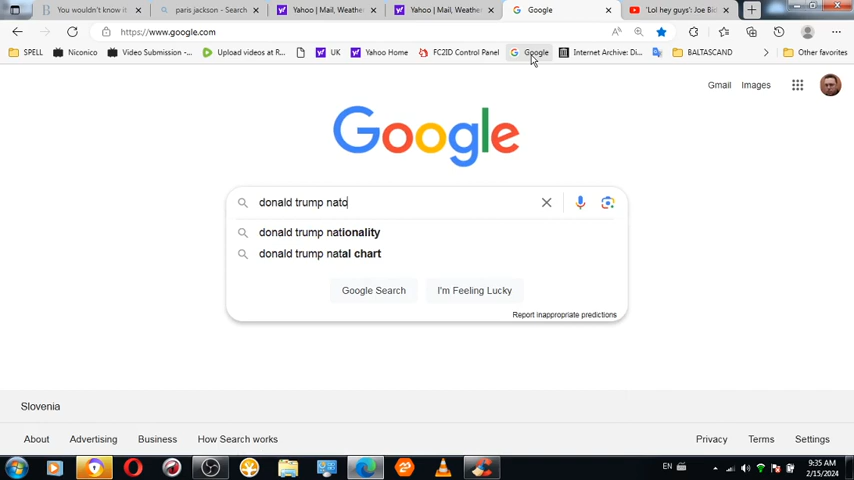 You wouldn't know it
paris jackson - Search
Yahoo | Mail, Weather
Yahoo | Mail, Weather
Google
'Lol hey guys': Joe Bid
https://www.google.com
SPELL
Niconico
Video Submission -...
Upload videos at R...
UK
Yahoo Home
FC2ID Control Panel
Google
Internet Archive: Di...
BALTASCAND
Other favorites
Gmail Images
Google
donald trump nato
donald trump nationality
donald trump natal chart
Google Search I'm Feeling Lucky
Report inappropriate predictions
Slovenia
About Advertising Business How Search works Privacy Terms Settings
EN
9:35 AM
2/15/2024